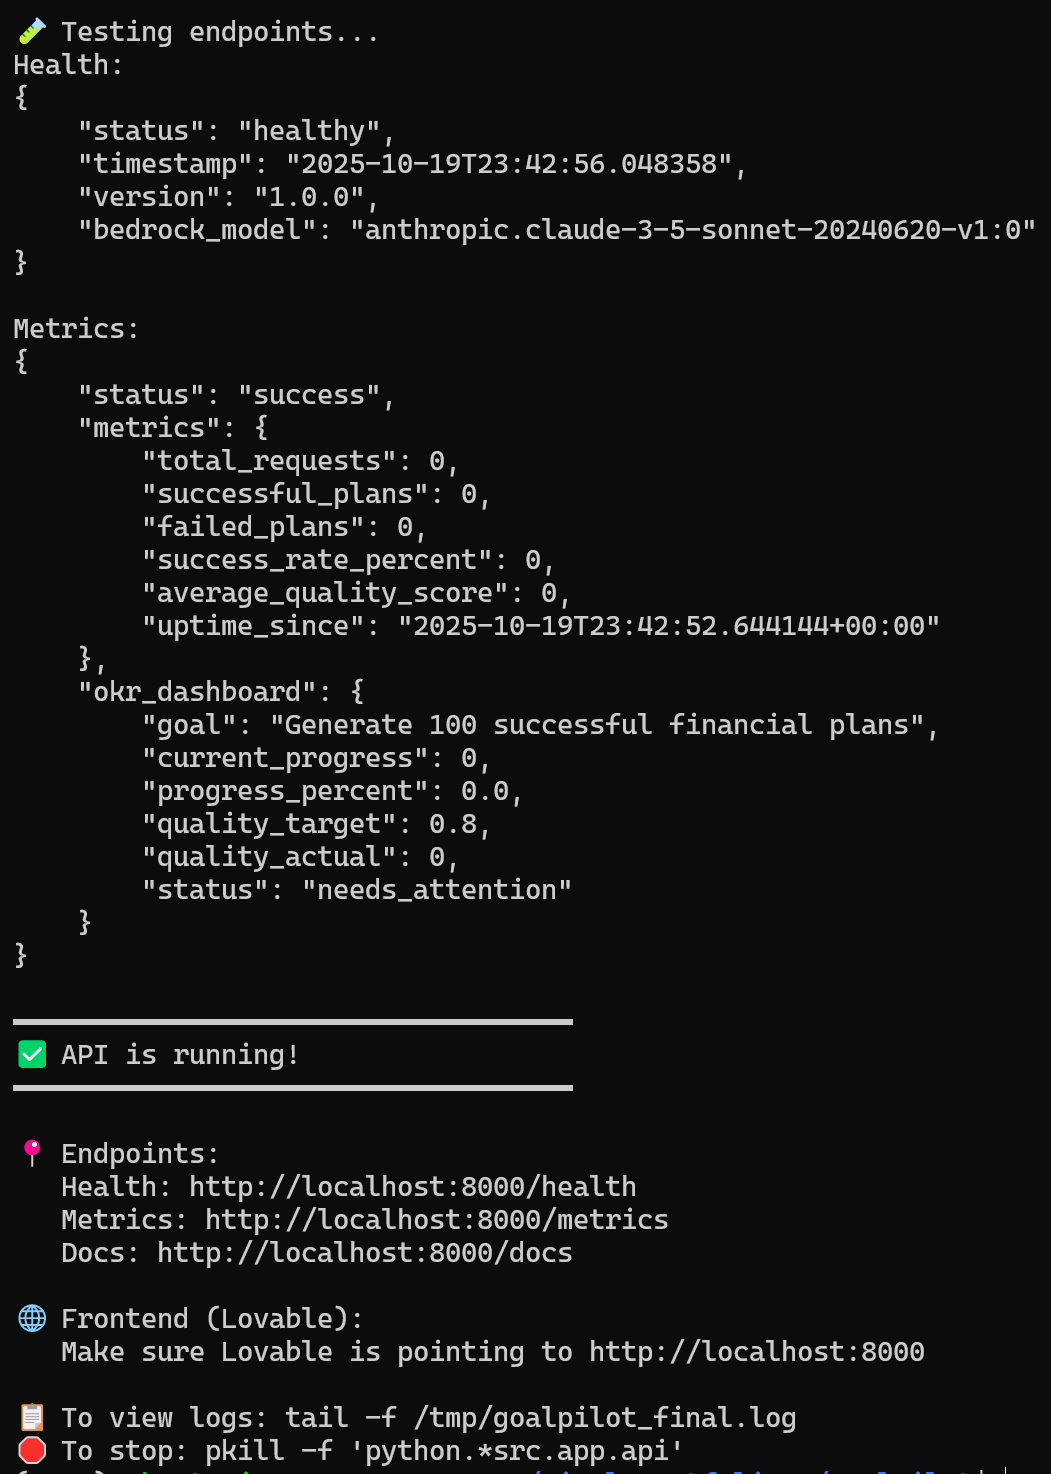 🧪 Testing endpoints...
Health:
{
    "status": "healthy",
    "timestamp": "2025-10-19T23:42:56.048358",
    "version": "1.0.0",
    "bedrock_model": "anthropic.claude-3-5-sonnet-20240620-v1:0"
}

Metrics:
{
    "status": "success",
    "metrics": {
        "total_requests": 0,
        "successful_plans": 0,
        "failed_plans": 0,
        "success_rate_percent": 0,
        "average_quality_score": 0,
        "uptime_since": "2025-10-19T23:42:52.644144+00:00"
    },
    "okr_dashboard": {
        "goal": "Generate 100 successful financial plans",
        "current_progress": 0,
        "progress_percent": 0.0,
        "quality_target": 0.8,
        "quality_actual": 0,
        "status": "needs_attention"
    }
}

✅ API is running!

📍 Endpoints:
   Health: http://localhost:8000/health
   Metrics: http://localhost:8000/metrics
   Docs: http://localhost:8000/docs

🌐 Frontend (Lovable):
   Make sure Lovable is pointing to http://localhost:8000

📋 To view logs: tail -f /tmp/goalpilot_final.log
🛑 To stop: pkill -f 'python.*src.app.api'